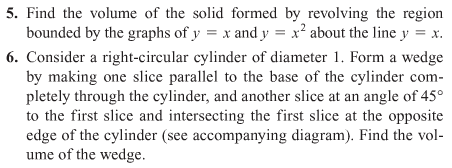 5. Find the volume of the solid formed by revolving the region
bounded by the graphs of y = x and y = x² about the line y = x.
6. Consider a right-circular cylinder of diameter 1. Form a wedge
by making one slice parallel to the base of the cylinder com-
pletely through the cylinder, and another slice at an angle of 45°
to the first slice and intersecting the first slice at the opposite
edge of the cylinder (see accompanying diagram). Find the vol-
ume of the wedge.